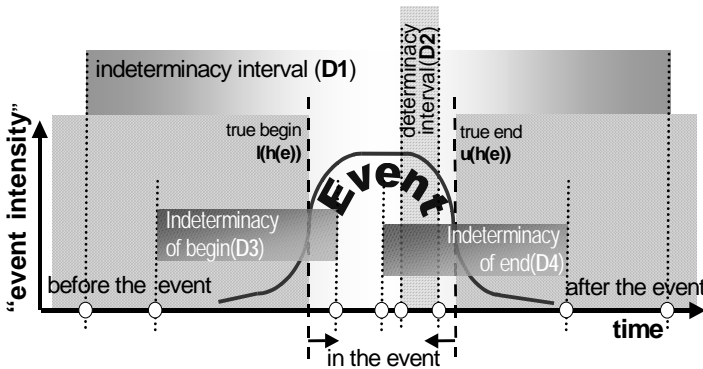 indeterminacy interval (D1)
determinacy
interval(D2)
true begin
l(h(e))
true end
u(h(e))
“event intensity”
Event
Indeterminacy
of begin(D3)
Indeterminacy
of end(D4)
before the event
after the event
time
in the event